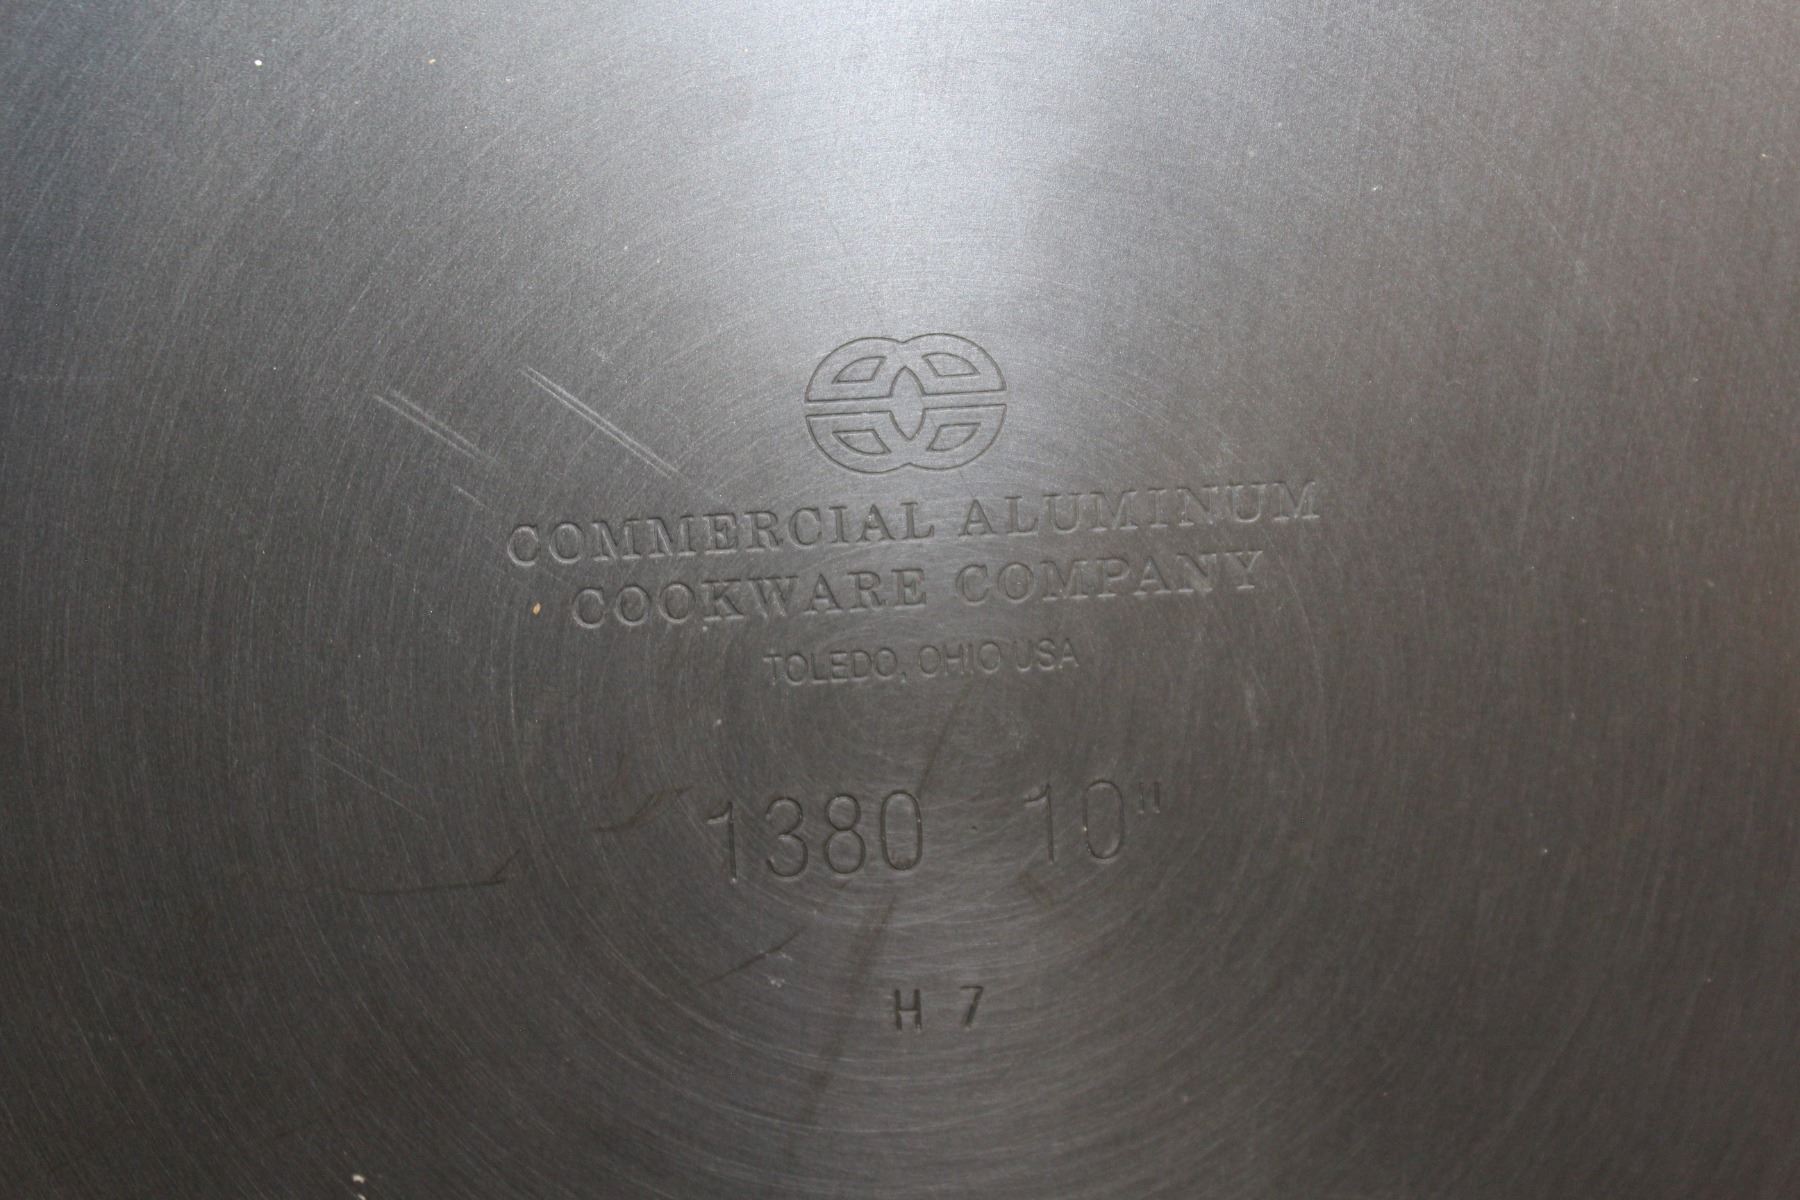 COMMERCIAL ALUMINUM
COOKWARE COMPANY
TOLEDO, OHIO USA
1380 10"
H 7